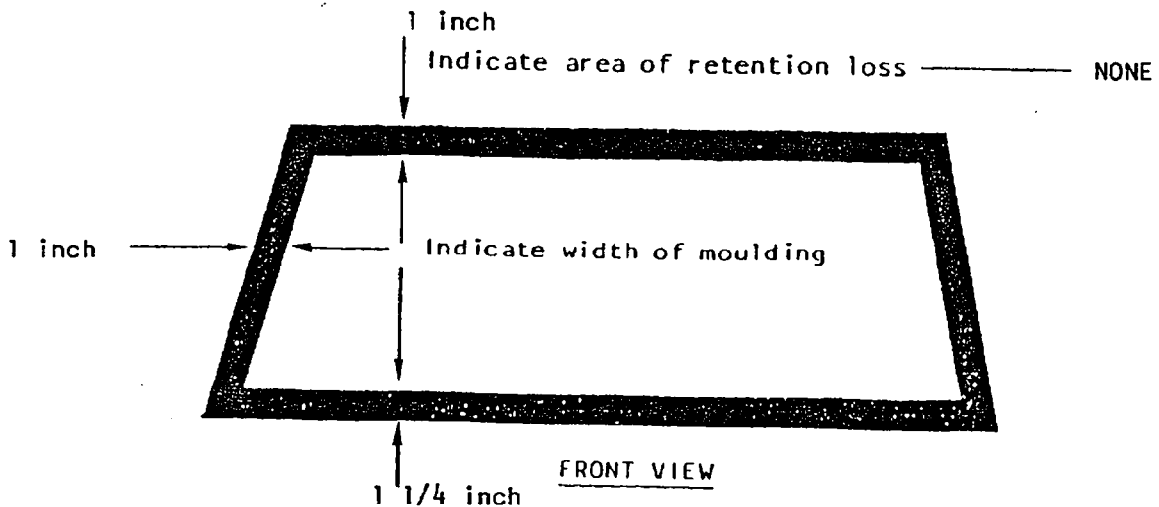 1 inch
Indicate area of retention loss NONE
1 inch
Indicate width of moulding
FRONT VIEW
1 1/4 inch